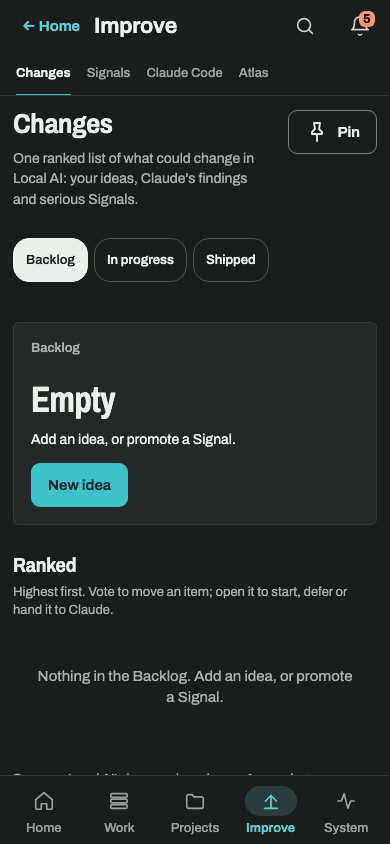 ← Home Improve
5
Changes Signals Claude Code Atlas
Changes
Pin
One ranked list of what could change in
Local AI: your ideas, Claude's findings
and serious Signals.
Backlog In progress Shipped
Backlog
Empty
Add an idea, or promote a Signal.
New idea
Ranked
Highest first. Vote to move an item; open it to start, defer or
hand it to Claude.
Nothing in the Backlog. Add an idea, or promote
a Signal.
Home Work Projects Improve System